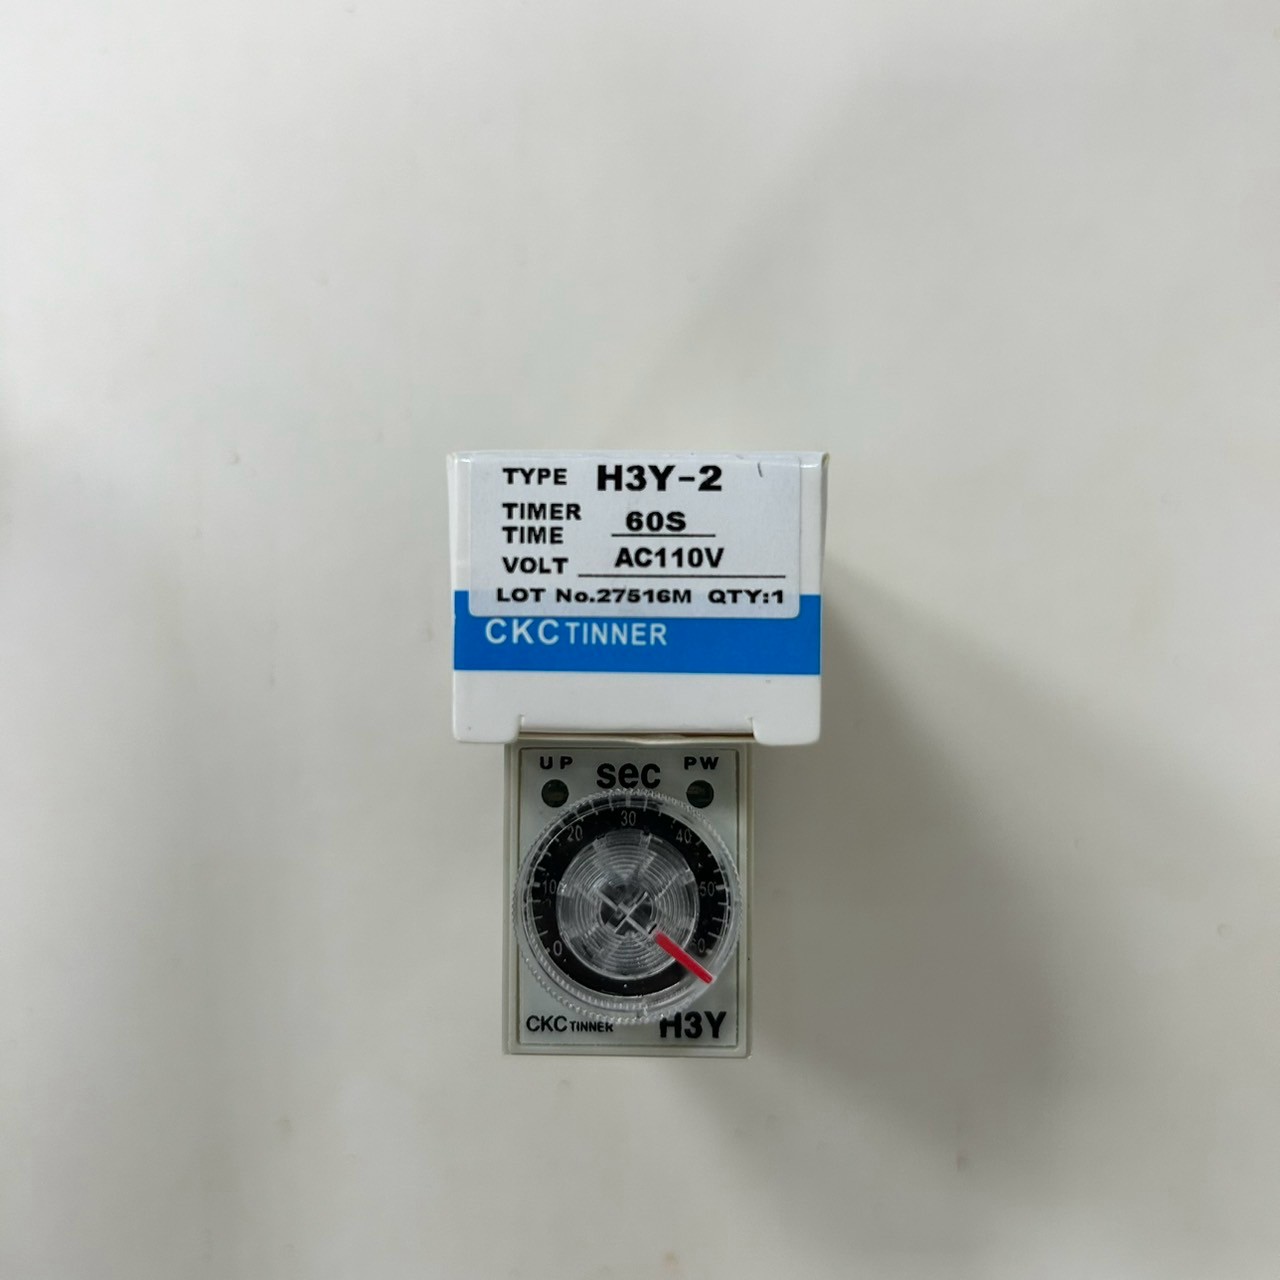 TYPE H3Y-2
TIMER TIME 60S
VOLT AC110V
LOT No.27516M QTY:1
CKC TINNER
UP sec PW
0 10 20 30 40 50 60
CKC TINNER H3Y